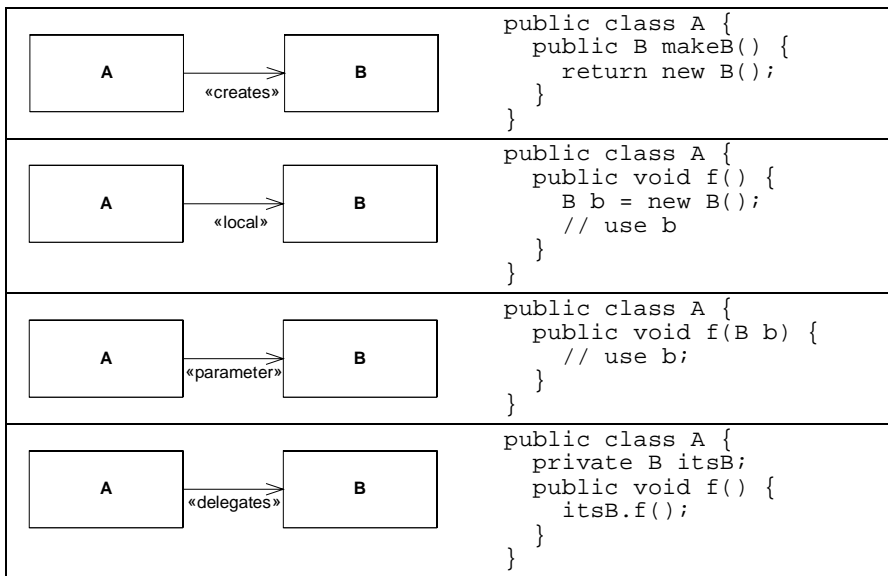 A
B
«creates»
public class A {
  public B makeB() {
    return new B();
  }
}
A
B
«local»
public class A {
  public void f() {
    B b = new B();
    // use b
  }
}
A
B
«parameter»
public class A {
  public void f(B b) {
    // use b;
  }
}
A
B
«delegates»
public class A {
  private B itsB;
  public void f() {
    itsB.f();
  }
}